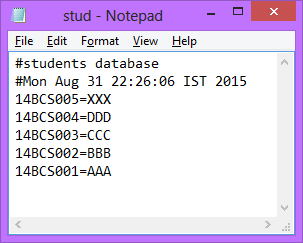 stud - Notepad
File Edit Format View Help
#students database
#Mon Aug 31 22:26:06 IST 2015
14BCS005=XXX
14BCS004=DDD
14BCS003=CCC
14BCS002=BBB
14BCS001=AAA